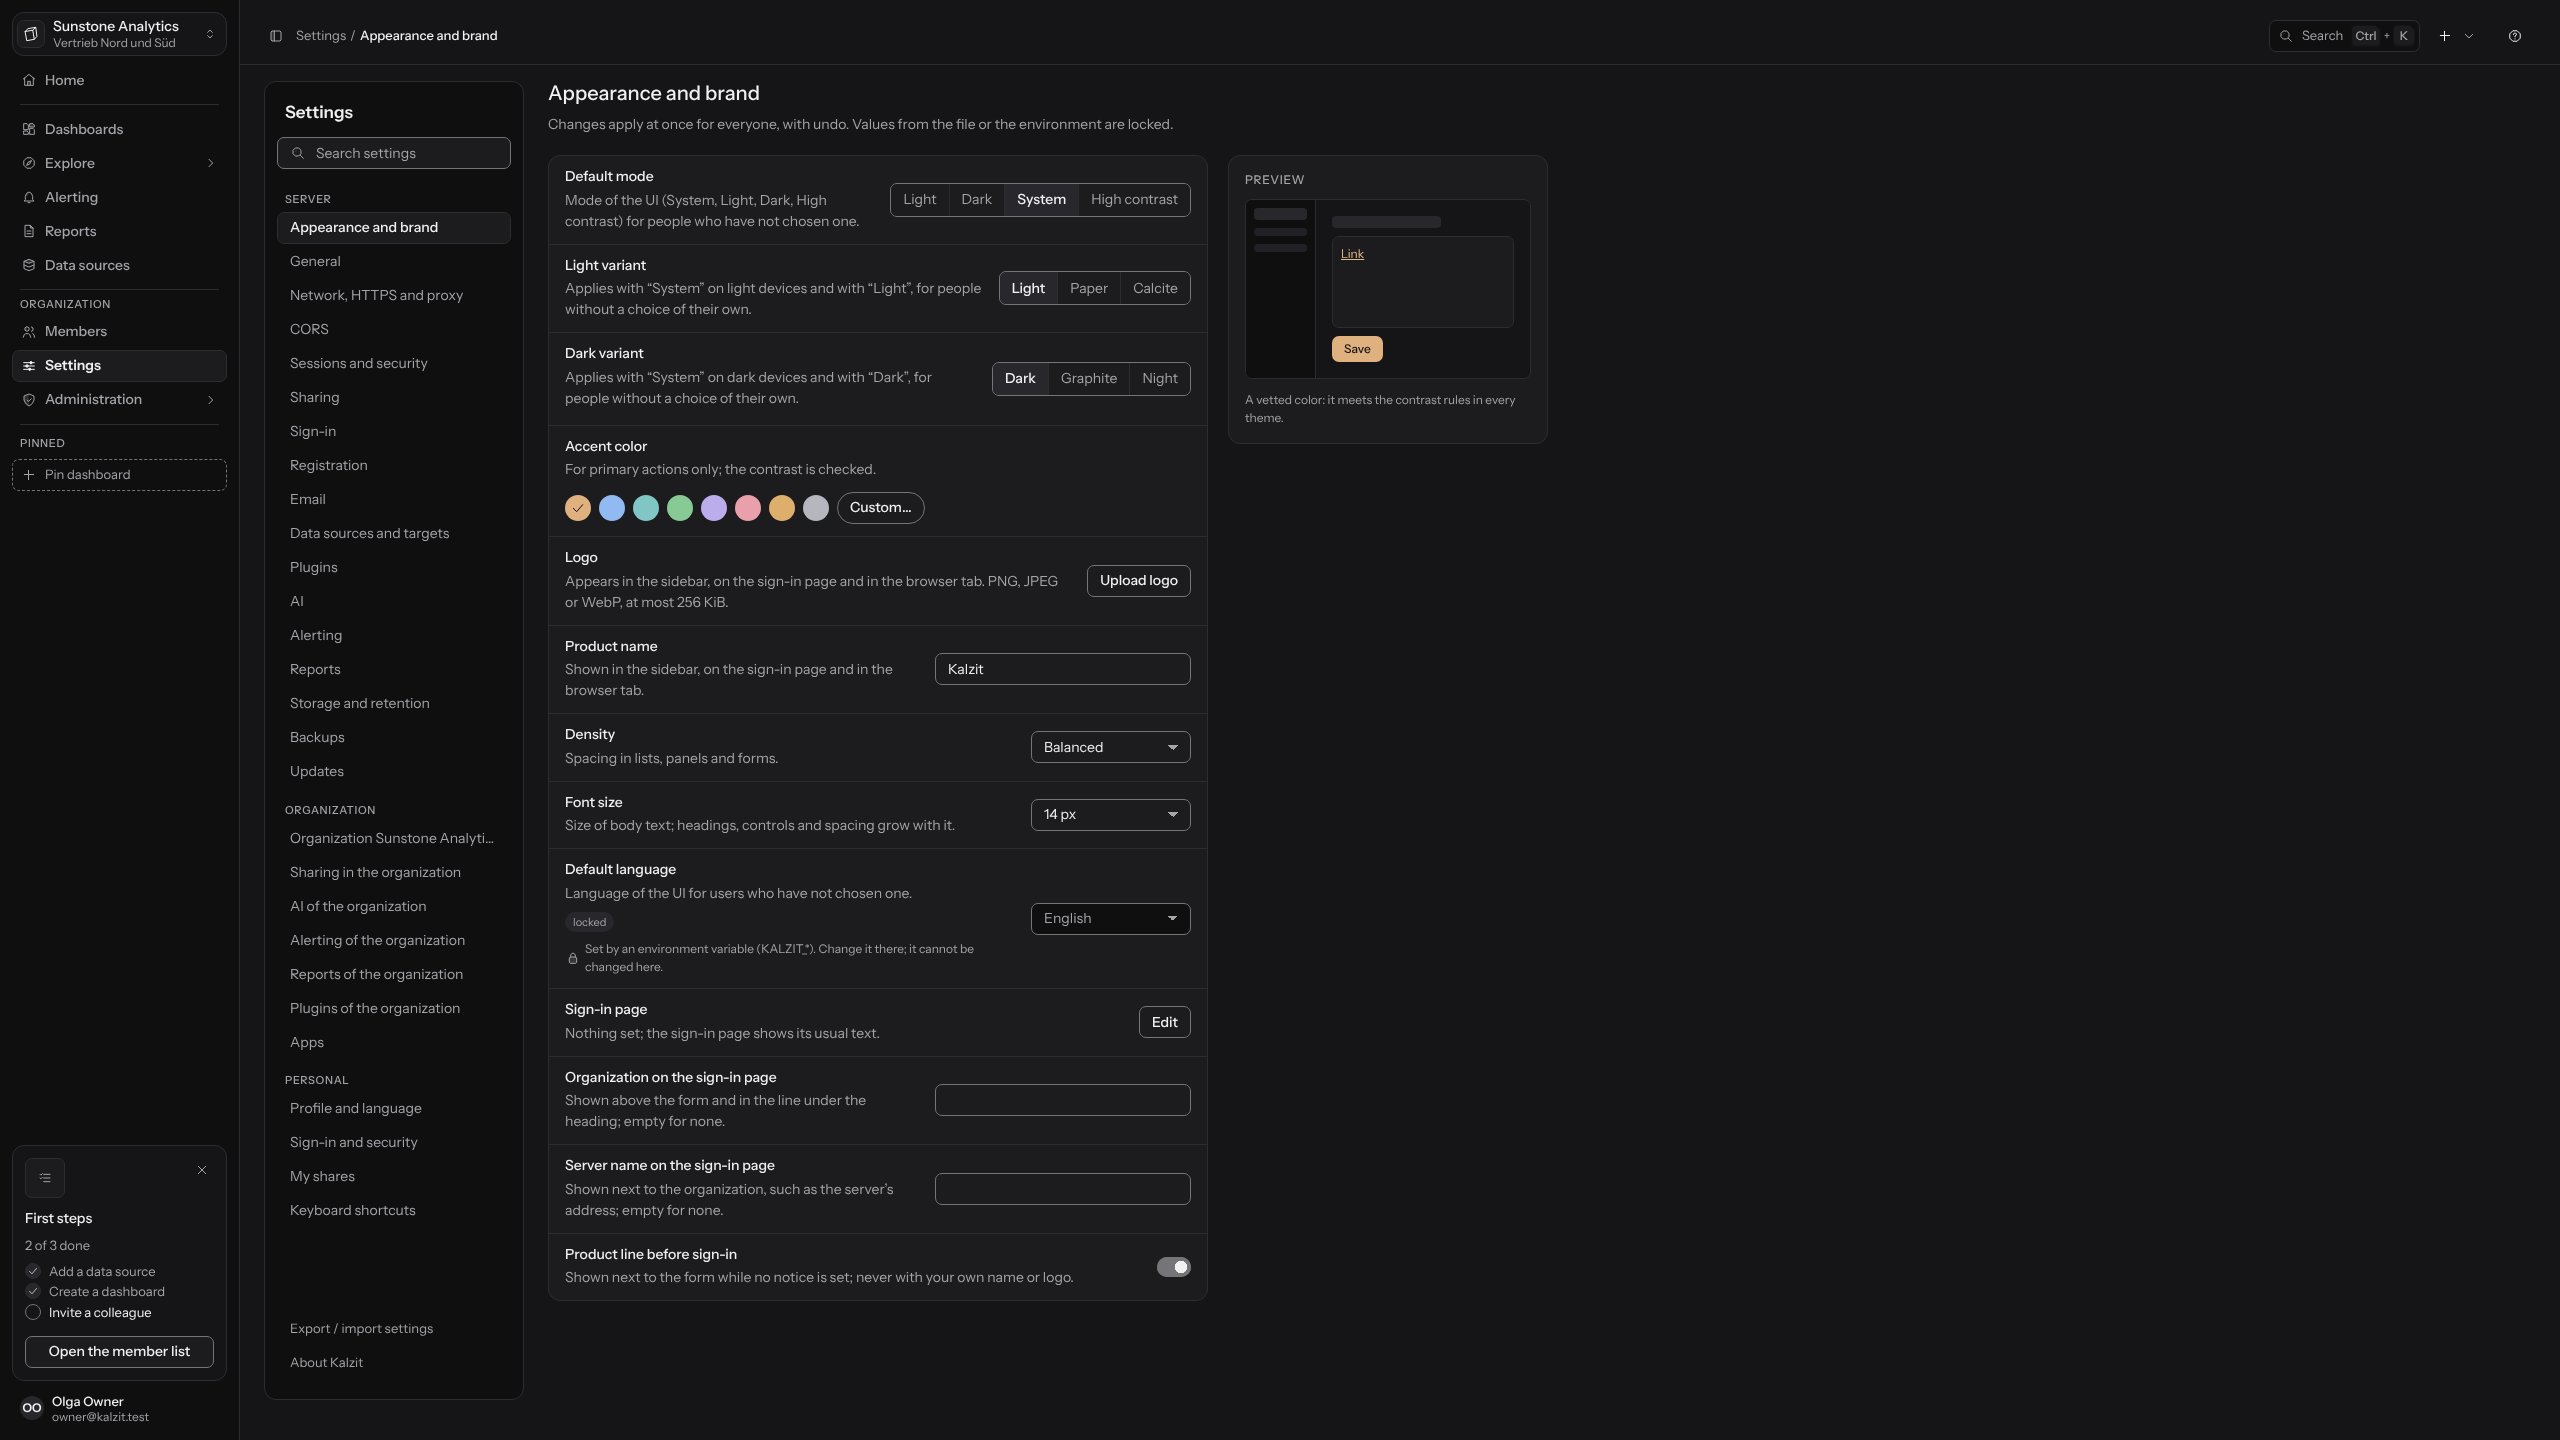 Sunstone Analytics
Vertrieb Nord und Süd
Home
Dashboards
Explore
Alerting
Reports
Data sources
ORGANIZATION
Members
Settings
Administration
PINNED
Pin dashboard
First steps
2 of 3 done
Add a data source
Create a dashboard
Invite a colleague
Open the member list
OO
Olga Owner
owner@kalzit.test
Settings / Appearance and brand
Search Ctrl + K
Settings
Search settings
SERVER
Appearance and brand
General
Network, HTTPS and proxy
CORS
Sessions and security
Sharing
Sign-in
Registration
Email
Data sources and targets
Plugins
AI
Alerting
Reports
Storage and retention
Backups
Updates
ORGANIZATION
Organization Sunstone Analyti...
Sharing in the organization
AI of the organization
Alerting of the organization
Reports of the organization
Plugins of the organization
Apps
PERSONAL
Profile and language
Sign-in and security
My shares
Keyboard shortcuts
Export / import settings
About Kalzit
Appearance and brand
Changes apply at once for everyone, with undo. Values from the file or the environment are locked.
Default mode
Mode of the UI (System, Light, Dark, High
contrast) for people who have not chosen one.
Light Dark System High contrast
Light variant
Applies with “System” on light devices and with “Light”, for people
without a choice of their own.
Light Paper Calcite
Dark variant
Applies with “System” on dark devices and with “Dark”, for
people without a choice of their own.
Dark Graphite Night
Accent color
For primary actions only; the contrast is checked.
Custom...
Logo
Appears in the sidebar, on the sign-in page and in the browser tab. PNG, JPEG
or WebP, at most 256 KiB.
Upload logo
Product name
Shown in the sidebar, on the sign-in page and in the
browser tab.
Kalzit
Density
Spacing in lists, panels and forms.
Balanced
Font size
Size of body text; headings, controls and spacing grow with it.
14 px
Default language
Language of the UI for users who have not chosen one.
locked
Set by an environment variable (KALZIT_*). Change it there; it cannot be
changed here.
English
Sign-in page
Nothing set; the sign-in page shows its usual text.
Edit
Organization on the sign-in page
Shown above the form and in the line under the
heading; empty for none.
Server name on the sign-in page
Shown next to the organization, such as the server’s
address; empty for none.
Product line before sign-in
Shown next to the form while no notice is set; never with your own name or logo.
PREVIEW
Link
Save
A vetted color: it meets the contrast rules in every
theme.